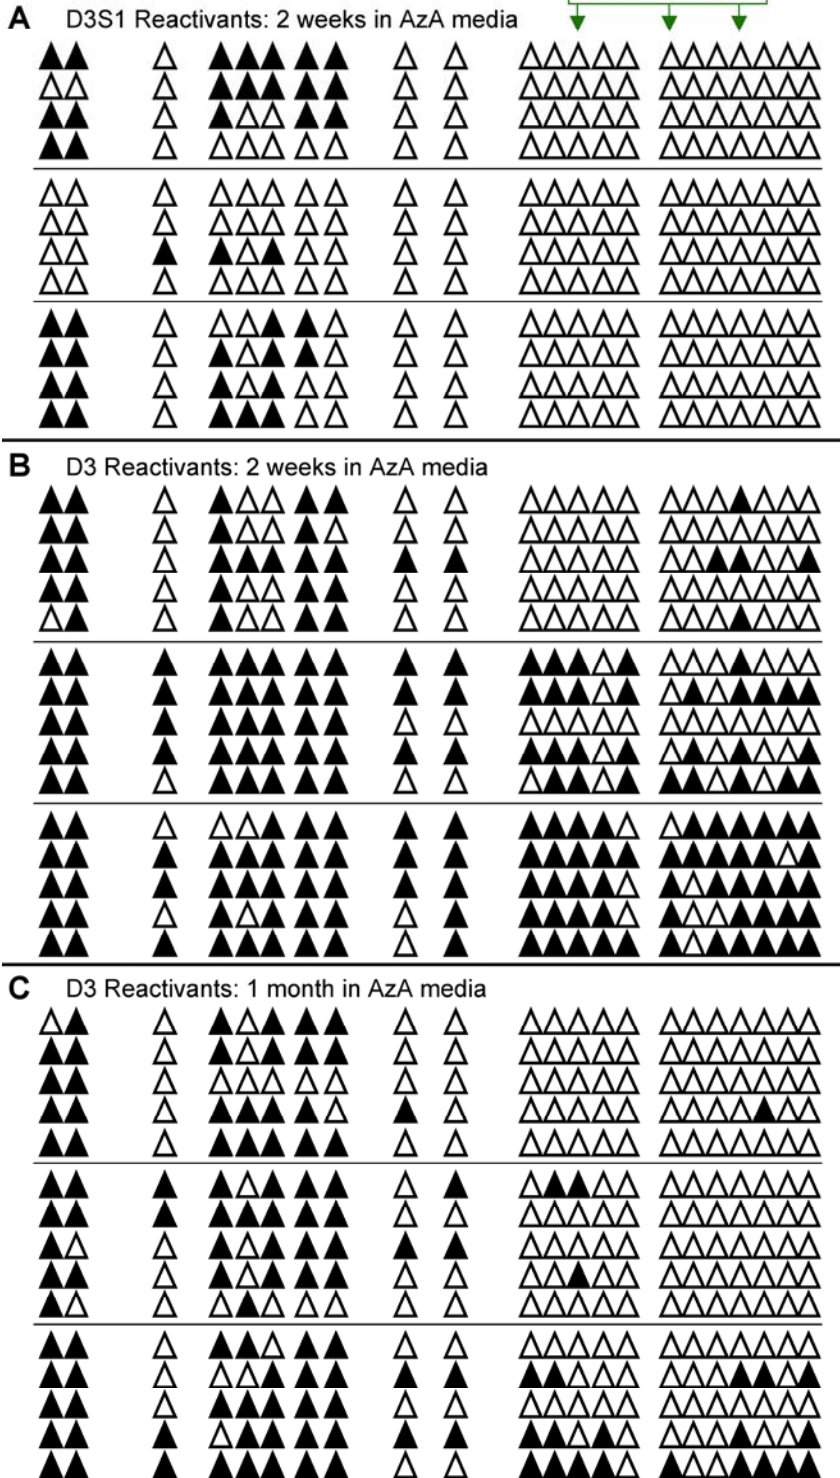 A D3S1 Reactivants: 2 weeks in AzA media
B D3 Reactivants: 2 weeks in AzA media
C D3 Reactivants: 1 month in AzA media